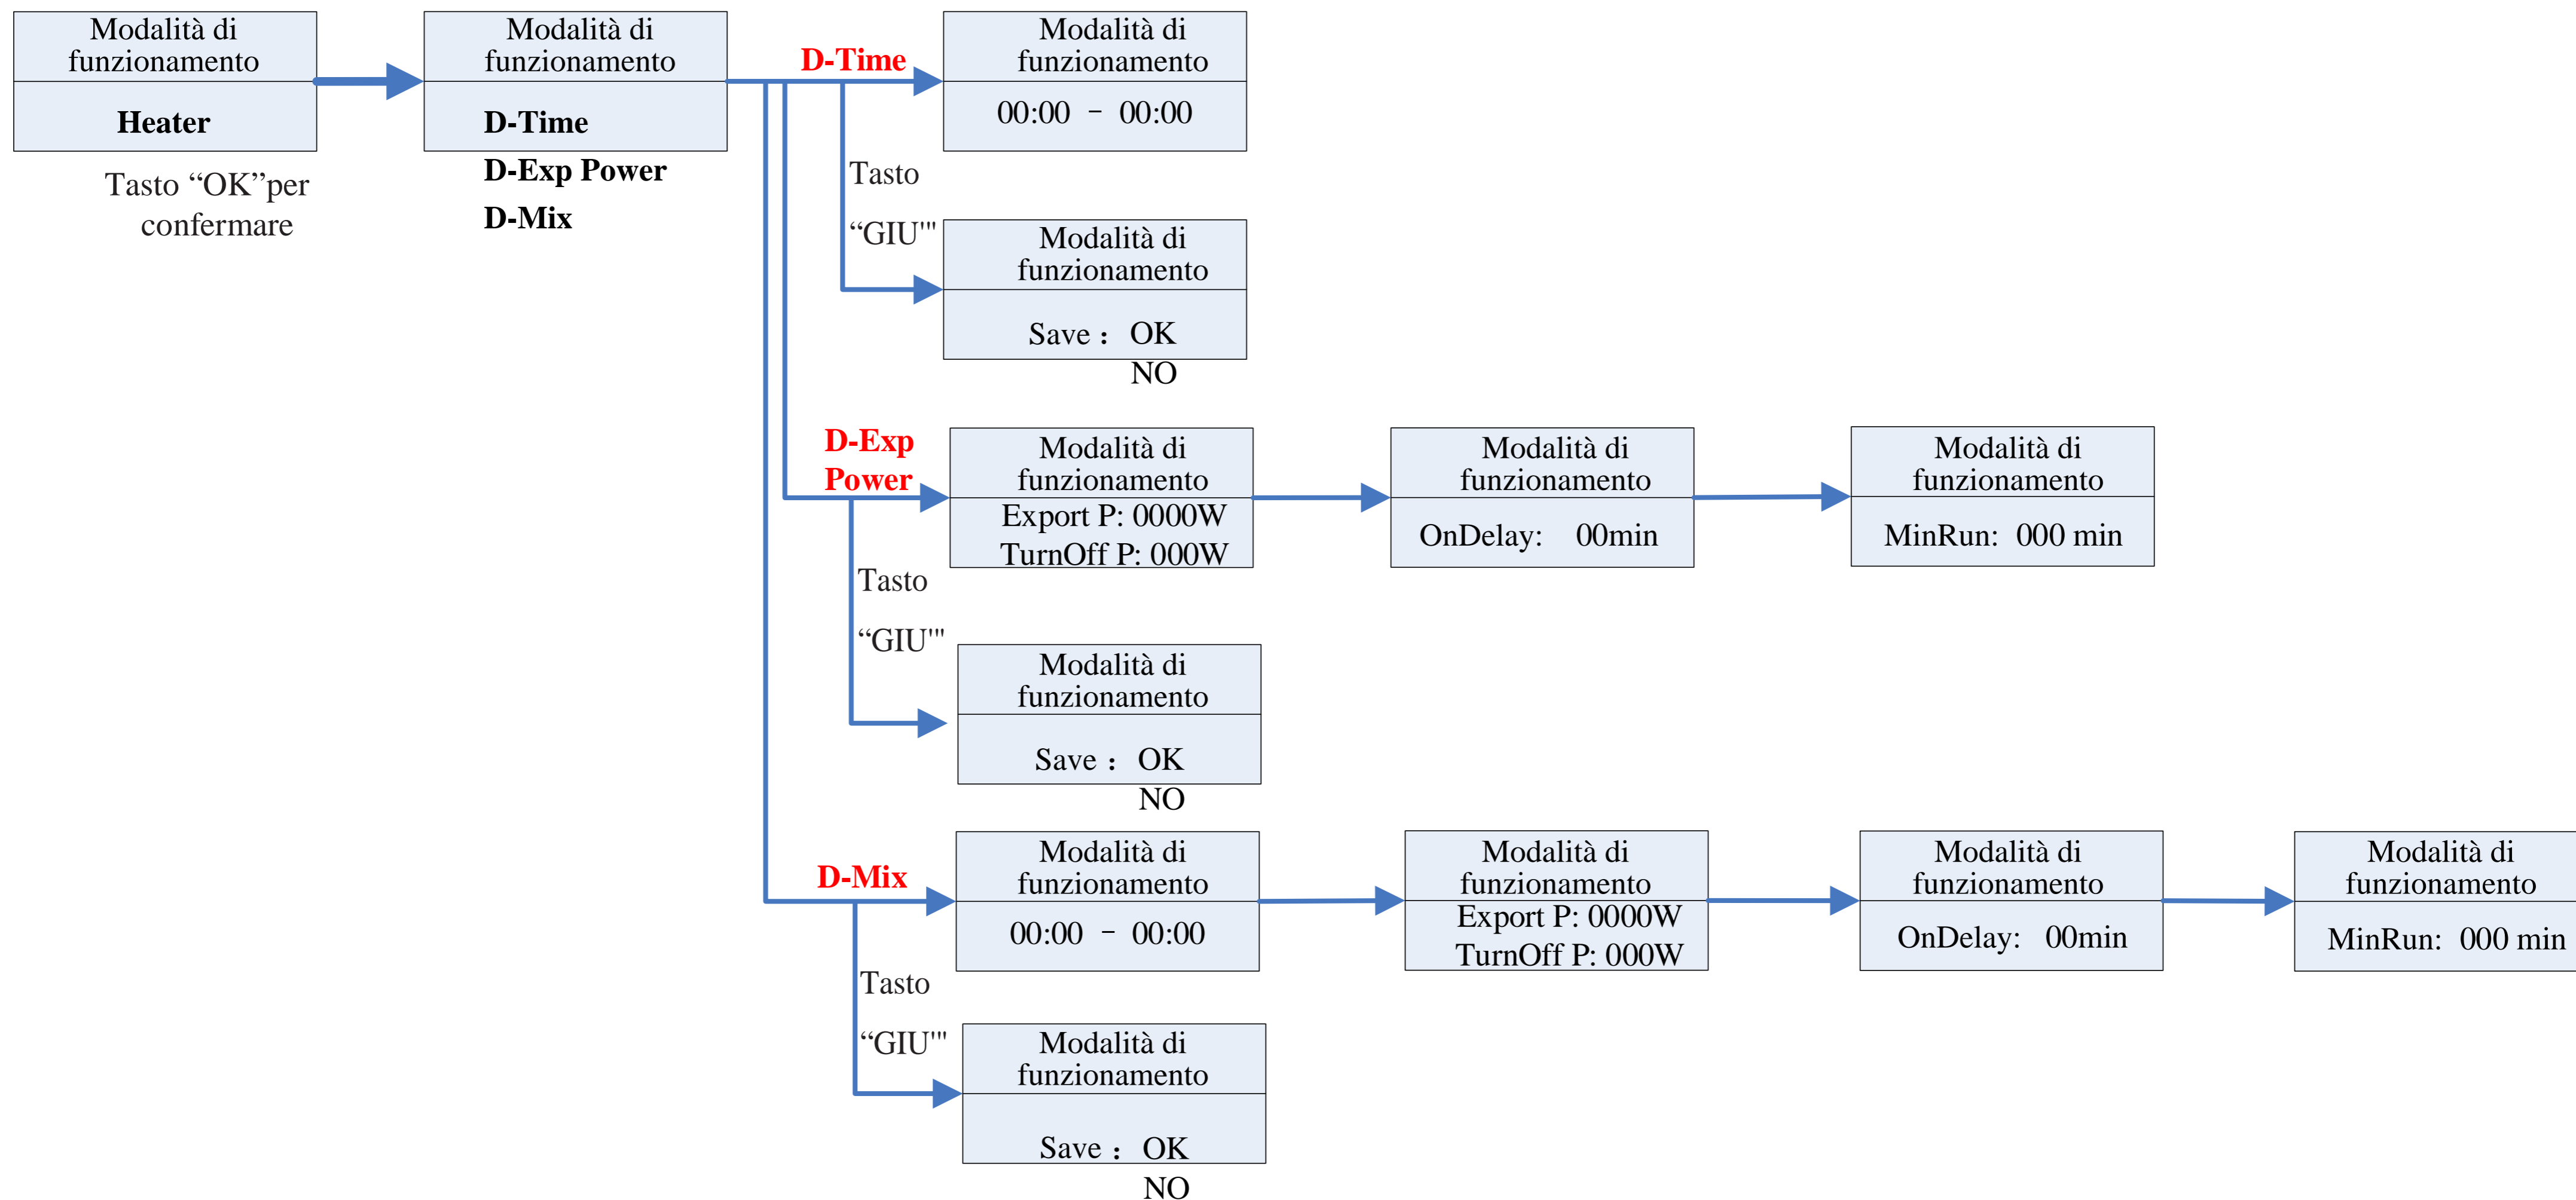 Modalità di
funzionamento
Heater
Tasto “OK”per
confermare
Modalità di
funzionamento
D-Time
D-Exp Power
D-Mix
D-Time
Modalità di
funzionamento
00:00 - 00:00
Tasto
“GIU'"
Modalità di
funzionamento
Save： OK
NO
D-Exp
Power
Modalità di
funzionamento
Export P: 0000W
TurnOff P: 000W
Modalità di
funzionamento
OnDelay: 00min
Modalità di
funzionamento
MinRun: 000 min
Tasto
“GIU'"
Modalità di
funzionamento
Save： OK
NO
D-Mix
Modalità di
funzionamento
00:00 - 00:00
Modalità di
funzionamento
Export P: 0000W
TurnOff P: 000W
Modalità di
funzionamento
OnDelay: 00min
Modalità di
funzionamento
MinRun: 000 min
Tasto
“GIU'"
Modalità di
funzionamento
Save： OK
NO